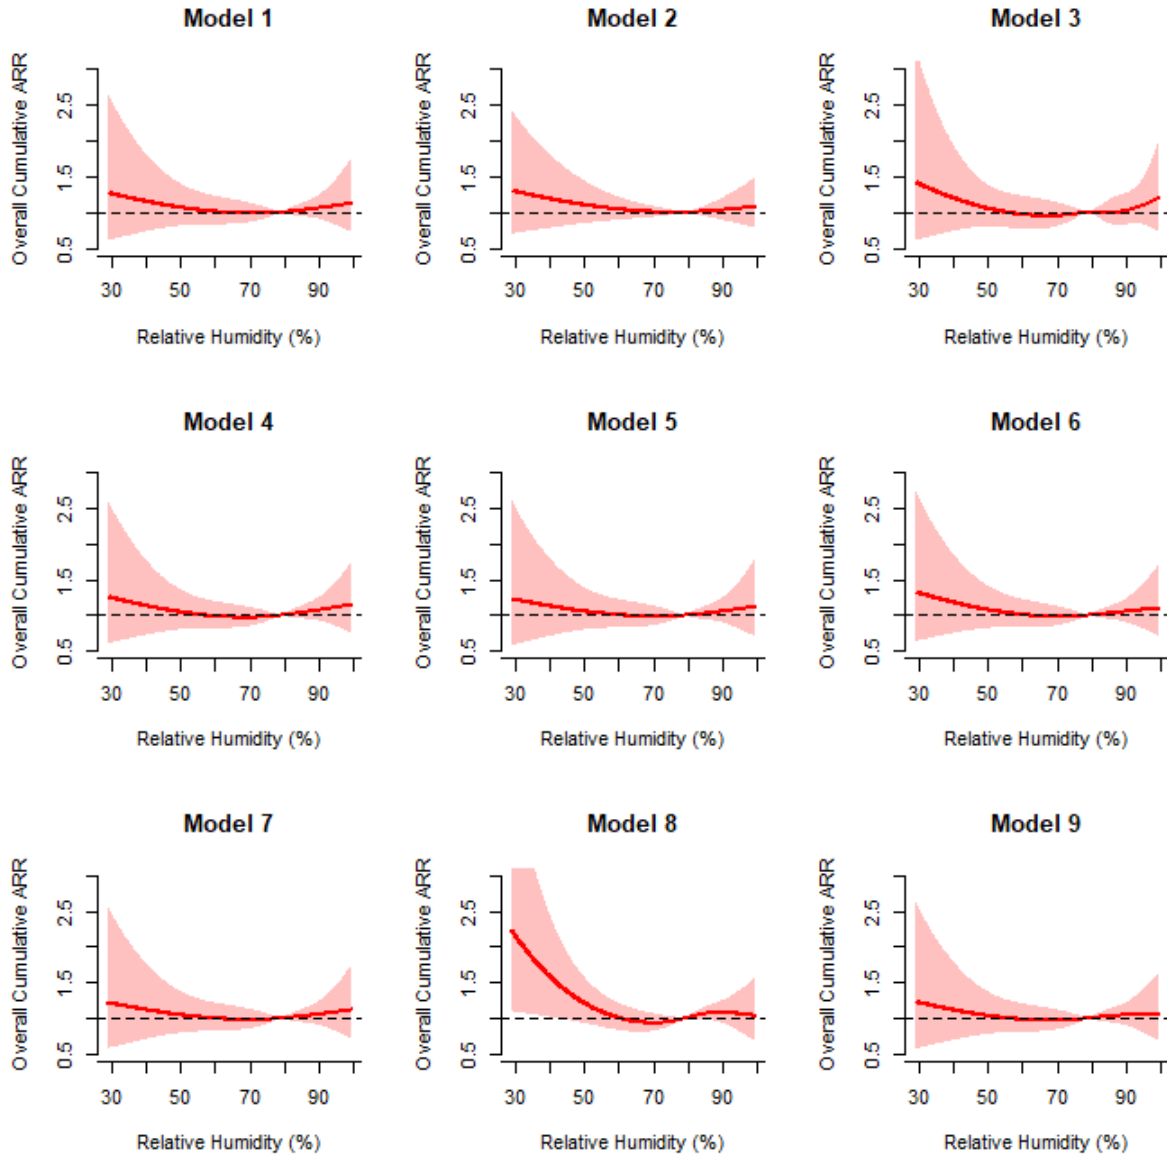 Model 1
Overall Cumulative ARR
2.5
1.5
0.5
30 50 70 90
Relative Humidity (%)
Model 2
Overall Cumulative ARR
2.5
1.5
0.5
30 50 70 90
Relative Humidity (%)
Model 3
Overall Cumulative ARR
2.5
1.5
0.5
30 50 70 90
Relative Humidity (%)
Model 4
Overall Cumulative ARR
2.5
1.5
0.5
30 50 70 90
Relative Humidity (%)
Model 5
Overall Cumulative ARR
2.5
1.5
0.5
30 50 70 90
Relative Humidity (%)
Model 6
Overall Cumulative ARR
2.5
1.5
0.5
30 50 70 90
Relative Humidity (%)
Model 7
Overall Cumulative ARR
2.5
1.5
0.5
30 50 70 90
Relative Humidity (%)
Model 8
Overall Cumulative ARR
2.5
1.5
0.5
30 50 70 90
Relative Humidity (%)
Model 9
Overall Cumulative ARR
2.5
1.5
0.5
30 50 70 90
Relative Humidity (%)